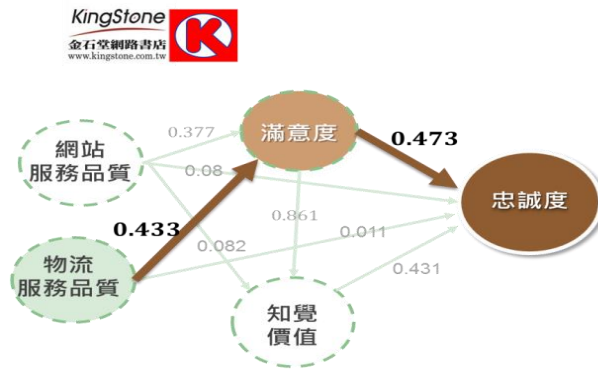 KingStone
金石堂網路書店
www.kingstone.com.tw
K
0.377
滿意度
0.473
網站
服務品質
0.08
忠誠度
0.433
0.861
0.082
0.011
物流
服務品質
0.431
知覺
價值